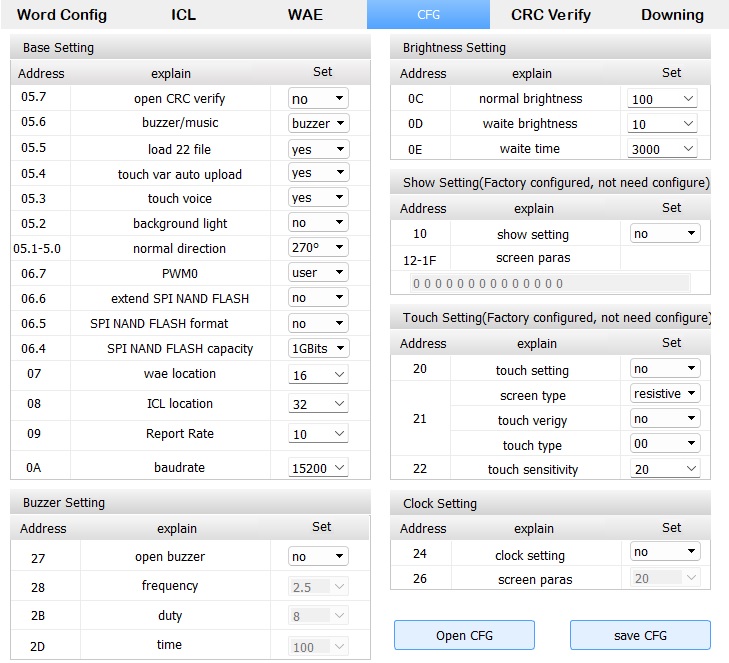 Word Config ICL WAE CFG CRC Verify Downing
Base Setting
Address explain Set
05.7 open CRC verify no
05.6 buzzer/music buzzer
05.5 load 22 file yes
05.4 touch var auto upload yes
05.3 touch voice yes
05.2 background light no
05.1-5.0 normal direction 270°
06.7 PWM0 user
06.6 extend SPI NAND FLASH no
06.5 SPI NAND FLASH format no
06.4 SPI NAND FLASH capacity 1GBits
07 wae location 16
08 ICL location 32
09 Report Rate 10
0A baudrate 15200
Buzzer Setting
Address explain Set
27 open buzzer no
28 frequency 2.5
2B duty 8
2D time 100
Brightness Setting
Address explain Set
0C normal brightness 100
0D waite brightness 10
0E waite time 3000
Show Setting(Factory configured, not need configure)
Address explain Set
10 show setting no
12-1F screen paras
0 0 0 0 0 0 0 0 0 0 0 0 0 0
Touch Setting(Factory configured, not need configure)
Address explain Set
20 touch setting no
screen type resistive
21 touch verigy no
touch type 00
22 touch sensitivity 20
Clock Setting
Address explain Set
24 clock setting no
26 screen paras 20
Open CFG save CFG